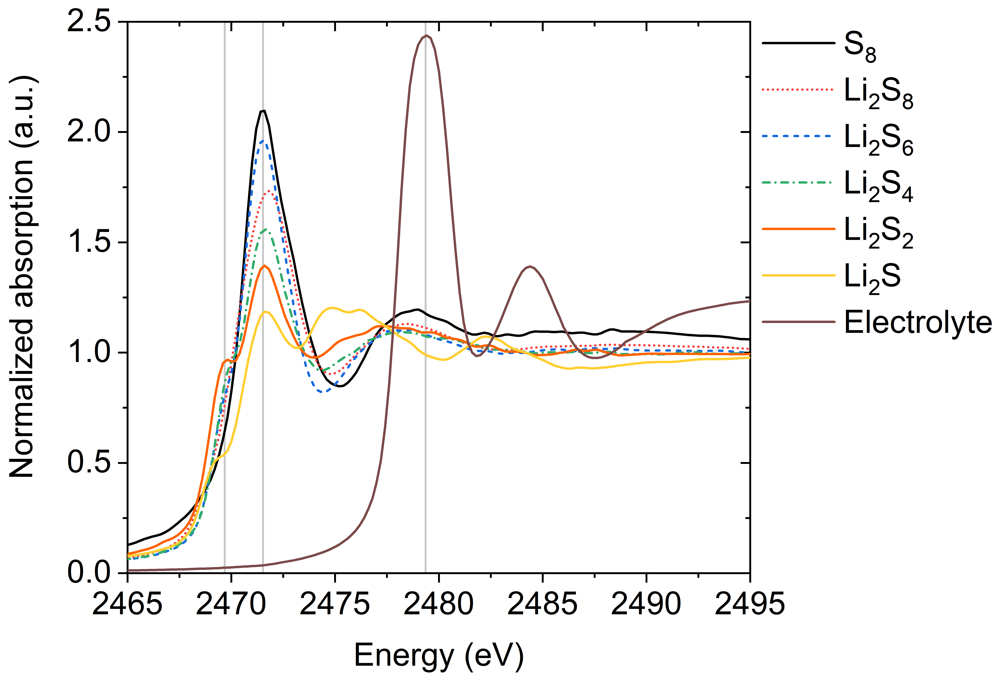 Normalized absorption (a.u.)
2.5
2.0
1.5
1.0
0.5
0.0
2465 2470 2475 2480 2485 2490 2495
Energy (eV)
S₈
Li₂S₈
Li₂S₆
Li₂S₄
Li₂S₂
Li₂S
Electrolyte